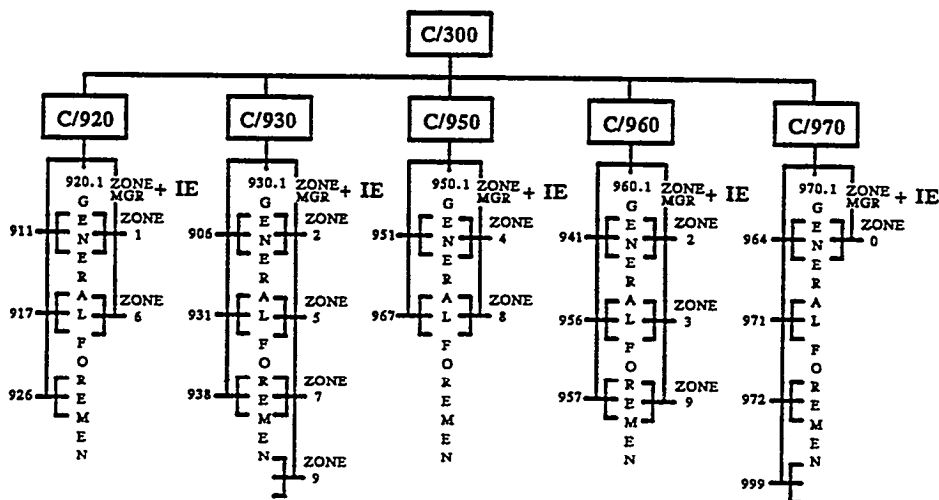 C/300
C/920
C/930
C/950
C/960
C/970
920.1
ZONE
MGR + IE
GENERAL FOREMEN
911
ZONE
1
917
ZONE
6
926
930.1
ZONE
MGR + IE
GENERAL FOREMEN
906
ZONE
2
931
ZONE
5
938
ZONE
7
ZONE
9
950.1
ZONE
MGR + IE
GENERAL FOREMEN
951
ZONE
4
967
ZONE
8
960.1
ZONE
MGR + IE
GENERAL FOREMEN
941
ZONE
2
956
ZONE
3
957
ZONE
9
970.1
ZONE
MGR + IE
GENERAL FOREMEN
964
ZONE
0
971
972
999